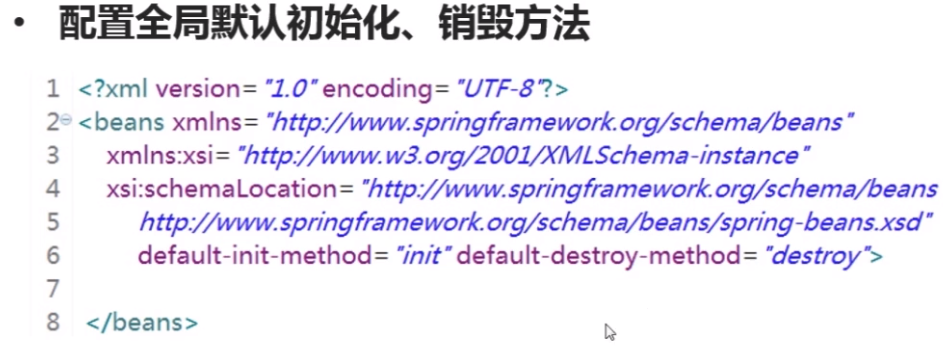 • 配置全局默认初始化、销毁方法
1 <?xml version="1.0" encoding="UTF-8"?>
2 <beans xmlns="http://www.springframework.org/schema/beans"
3 xmlns:xsi="http://www.w3.org/2001/XMLSchema-instance"
4 xsi:schemaLocation="http://www.springframework.org/schema/beans
5 http://www.springframework.org/schema/beans/spring-beans.xsd"
6 default-init-method="init" default-destroy-method="destroy">
7
8 </beans>